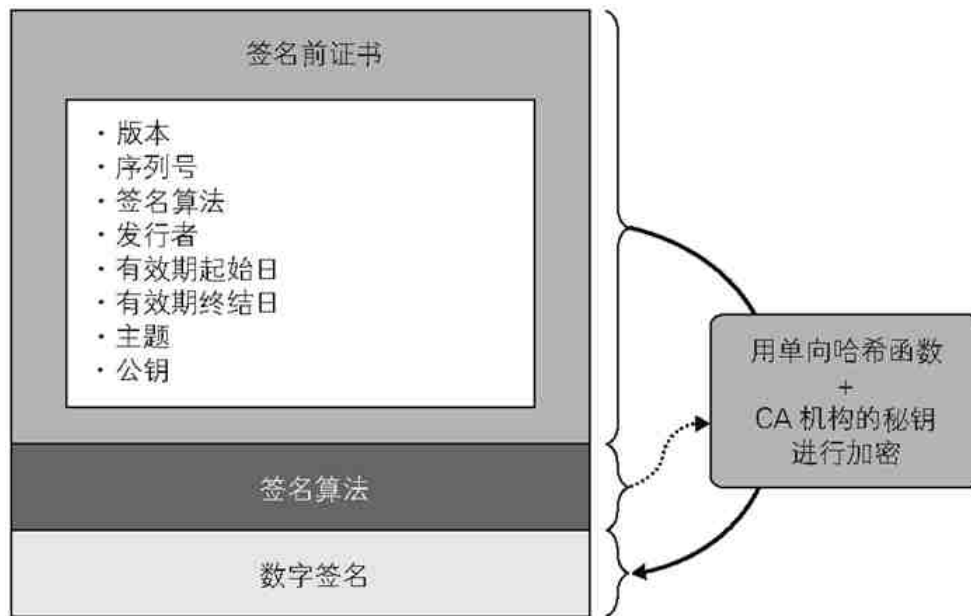 签名前证书
・版本
・序列号
・签名算法
・发行者
・有效期起始日
・有效期终结日
・主题
・公钥
用单向哈希函数
+
CA 机构的秘钥
进行加密
签名算法
数字签名